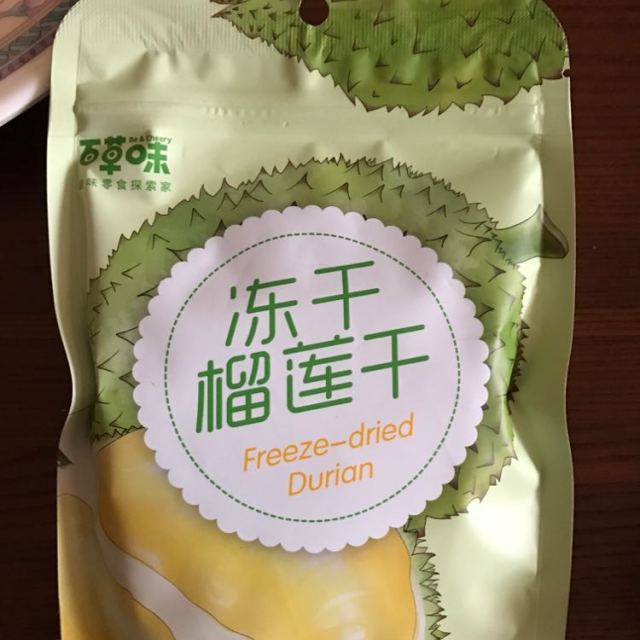 Be & Cheery
百草味
味零食探索家
冻干
榴莲干
Freeze-dried
Durian